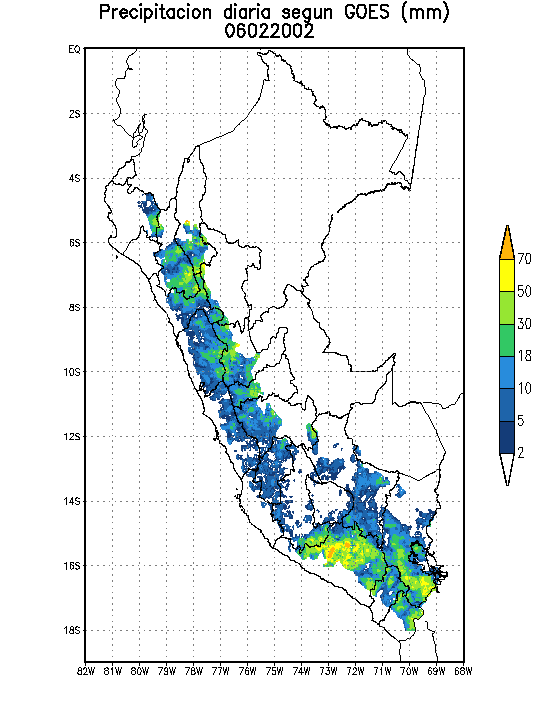 Precipitacion diaria segun GOES (mm)
06022002
EQ
2S
4S
6S
8S
10S
12S
14S
16S
18S
82W 81W 80W 79W 78W 77W 76W 75W 74W 73W 72W 71W 70W 69W 68W
70
50
30
18
10
5
2